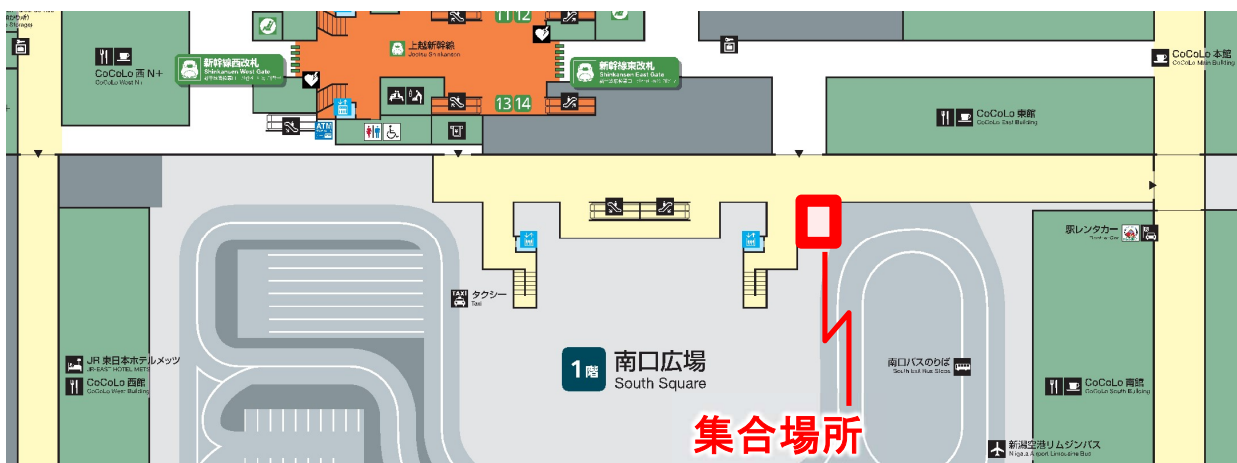 11 12
上越新幹線
Joetsu Shinkansen
新幹線西改札
Shinkansen West Gate
新幹線東改札
Shinkansen East Gate
CoCoLo 本館
CoCoLo Main Building
CoCoLo 西 N+
CoCoLo West N+
13 14
ATM
CoCoLo 東館
CoCoLo East Building
駅レンタカー
TAXI
タクシー
Taxi
JR 東日本ホテルメッツ
JR-EAST HOTEL METS
CoCoLo 西館
CoCoLo West Building
1階
南口広場
South Square
南口バスのりば
CoCoLo 南館
CoCoLo South Building
集合場所
新潟空港リムジンバス
Niigata Airport Limousine Bus